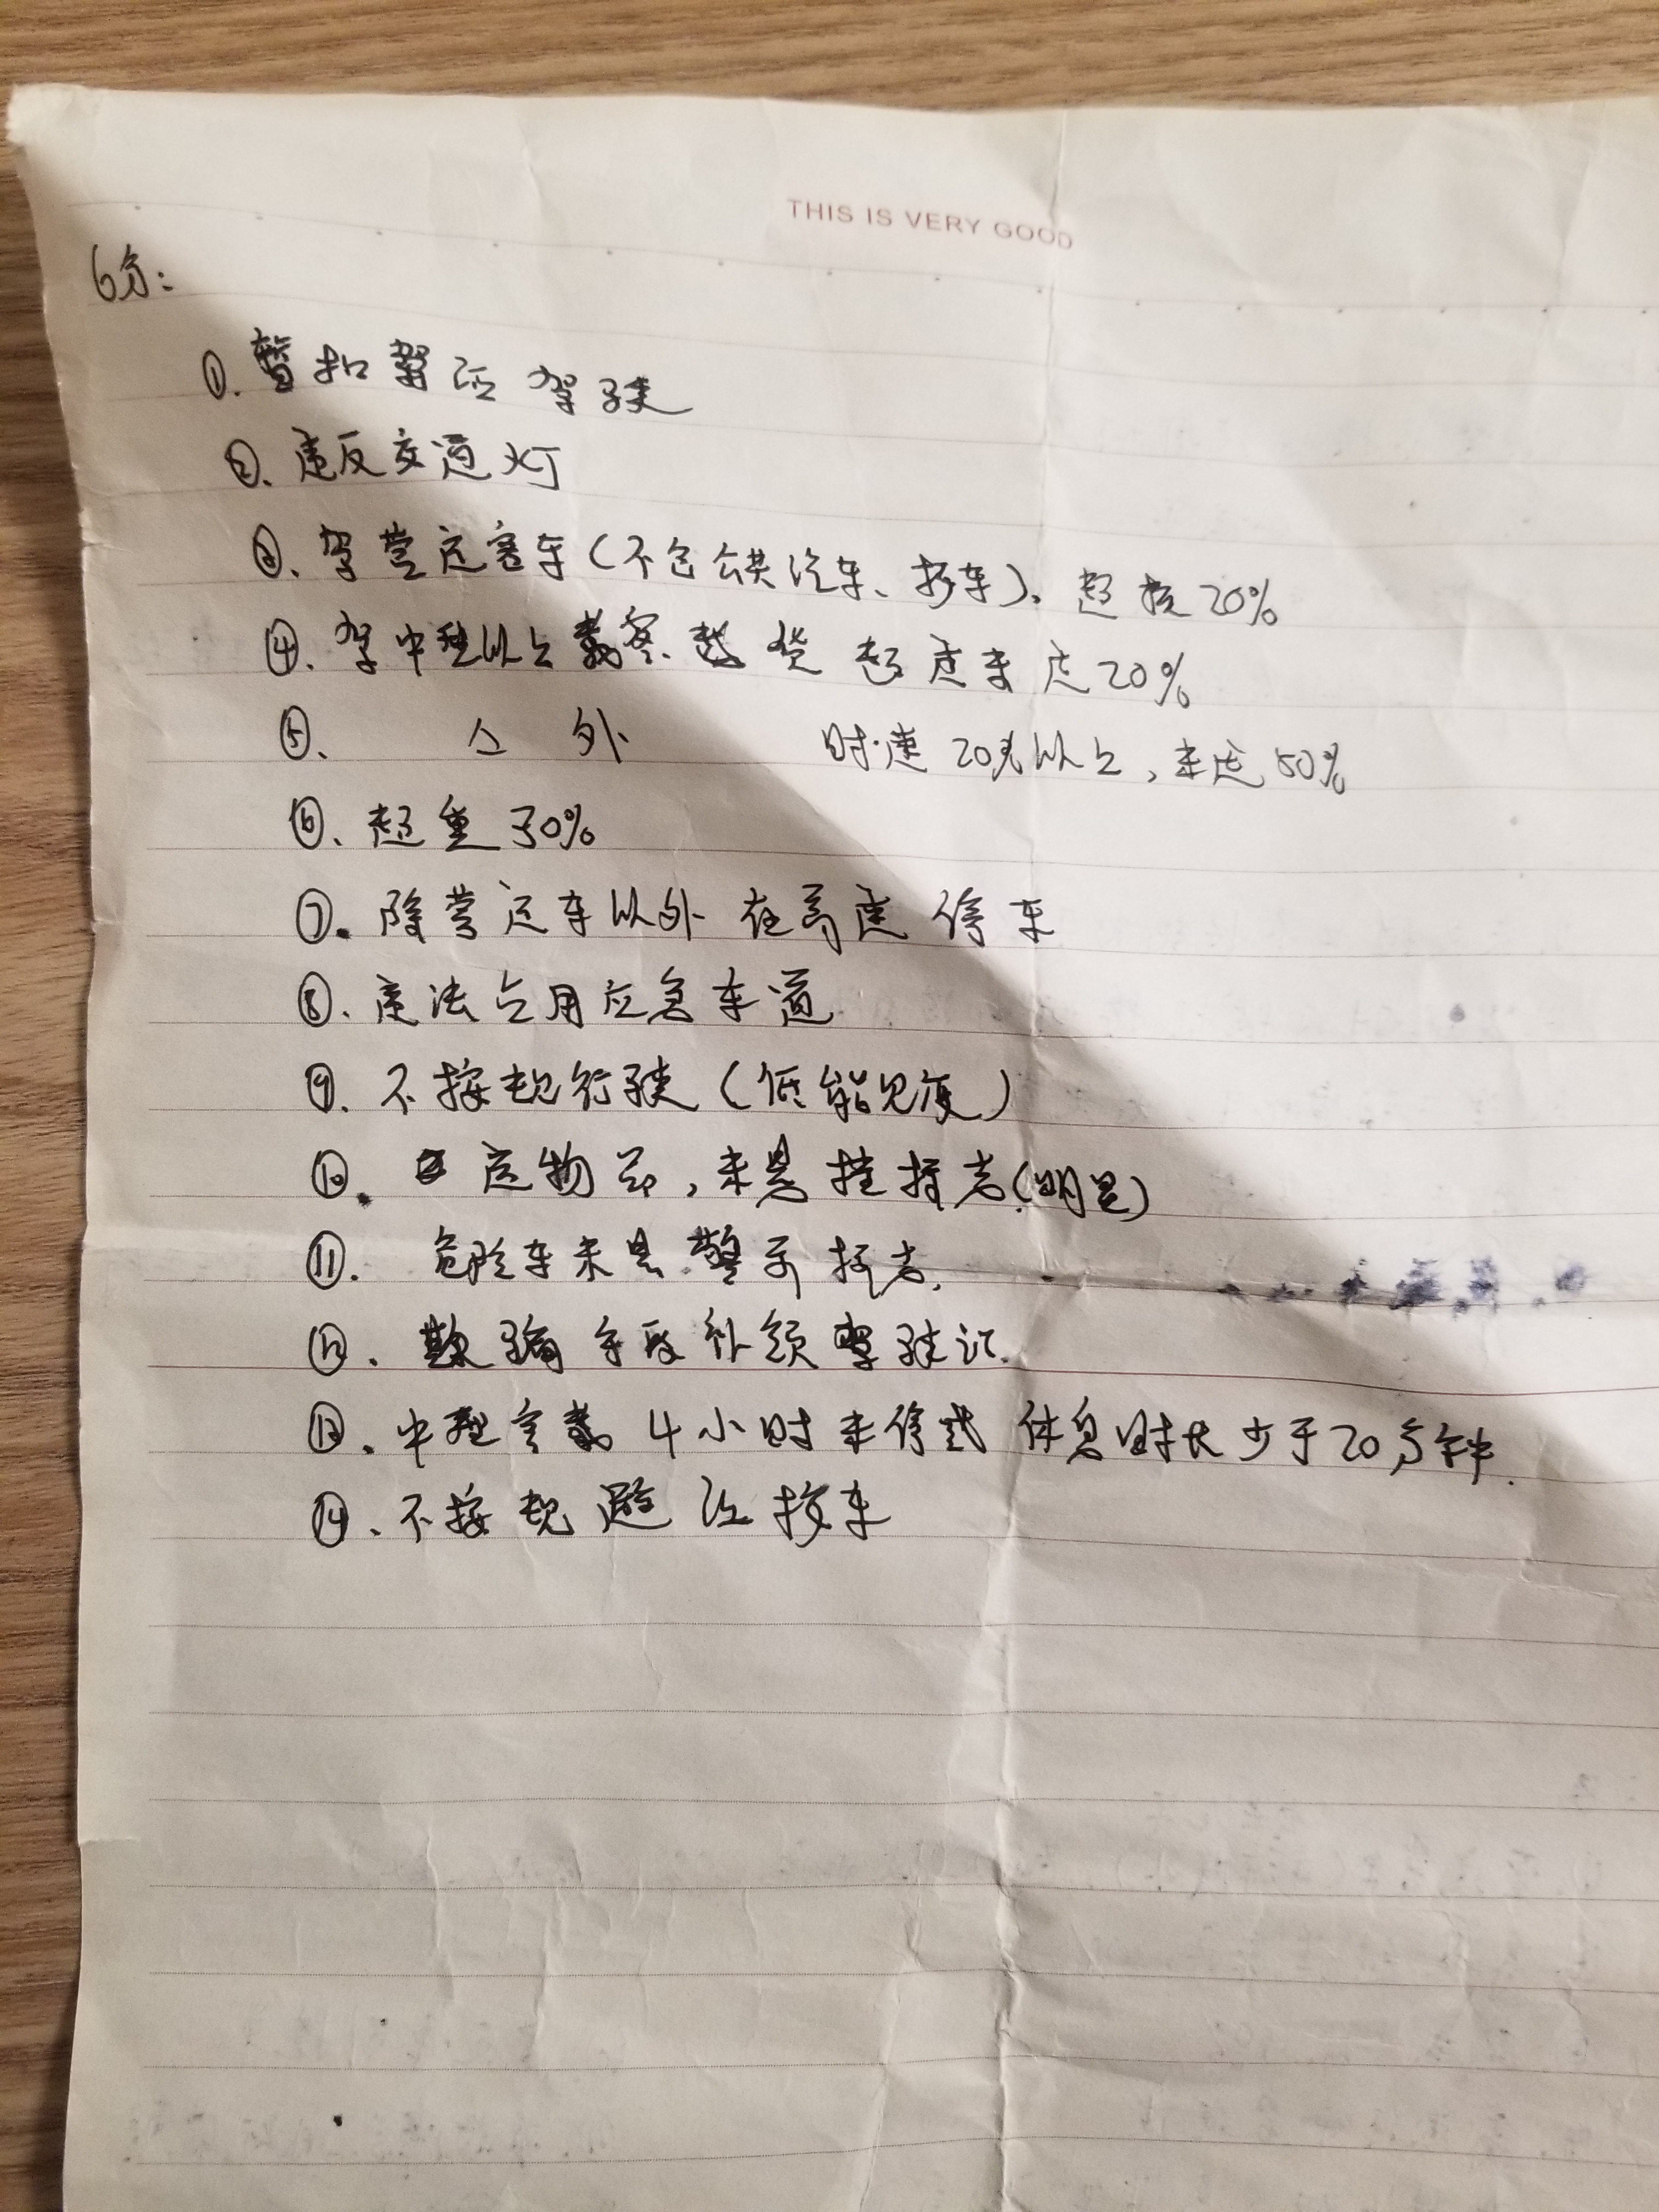 THIS IS VERY GOOD
6分:
①. 暂扣驾证驾驶
②. 违反交通灯
③. 驾营运客车(不包公共汽车、校车). 超核20%
④. 驾中型以上载客. 载货超速未达20%
⑤. 以外 时速20%以上, 未达50%
⑥. 超重30%
⑦. 除营运车以外在高速停车
⑧. 违法占用应急车道
⑨. 不按规行驶(低能见度)
⑩. 运物品, 未悬挂标志(明显)
⑪. 危险车未悬警示标志.
⑫. 欺骗手段补领驾驶证.
⑬. 中型客载4小时未停或休息时长少于20分钟.
⑭. 不按规避让校车